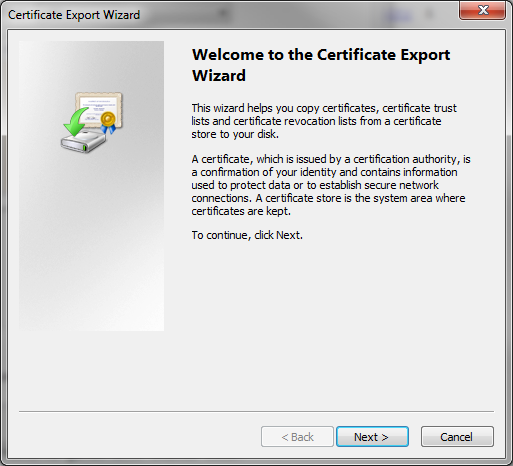 Certificate Export Wizard
Welcome to the Certificate Export
Wizard
This wizard helps you copy certificates, certificate trust
lists and certificate revocation lists from a certificate
store to your disk.
A certificate, which is issued by a certification authority, is
a confirmation of your identity and contains information
used to protect data or to establish secure network
connections. A certificate store is the system area where
certificates are kept.
To continue, click Next.
< Back
Next >
Cancel